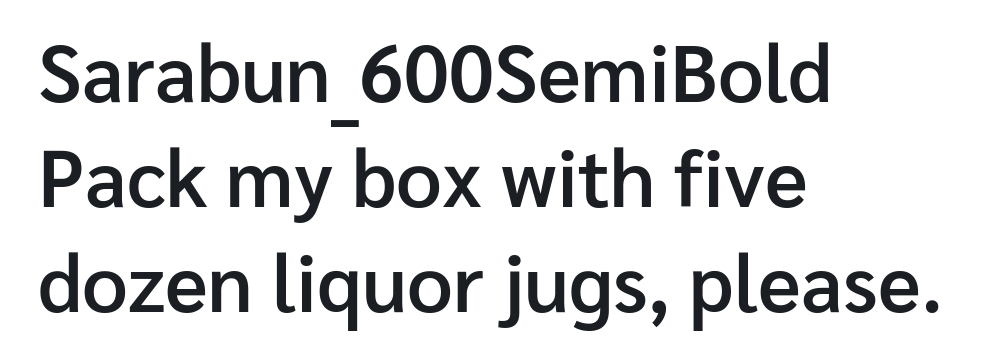 Sarabun_600SemiBold
Pack my box with five
dozen liquor jugs, please.